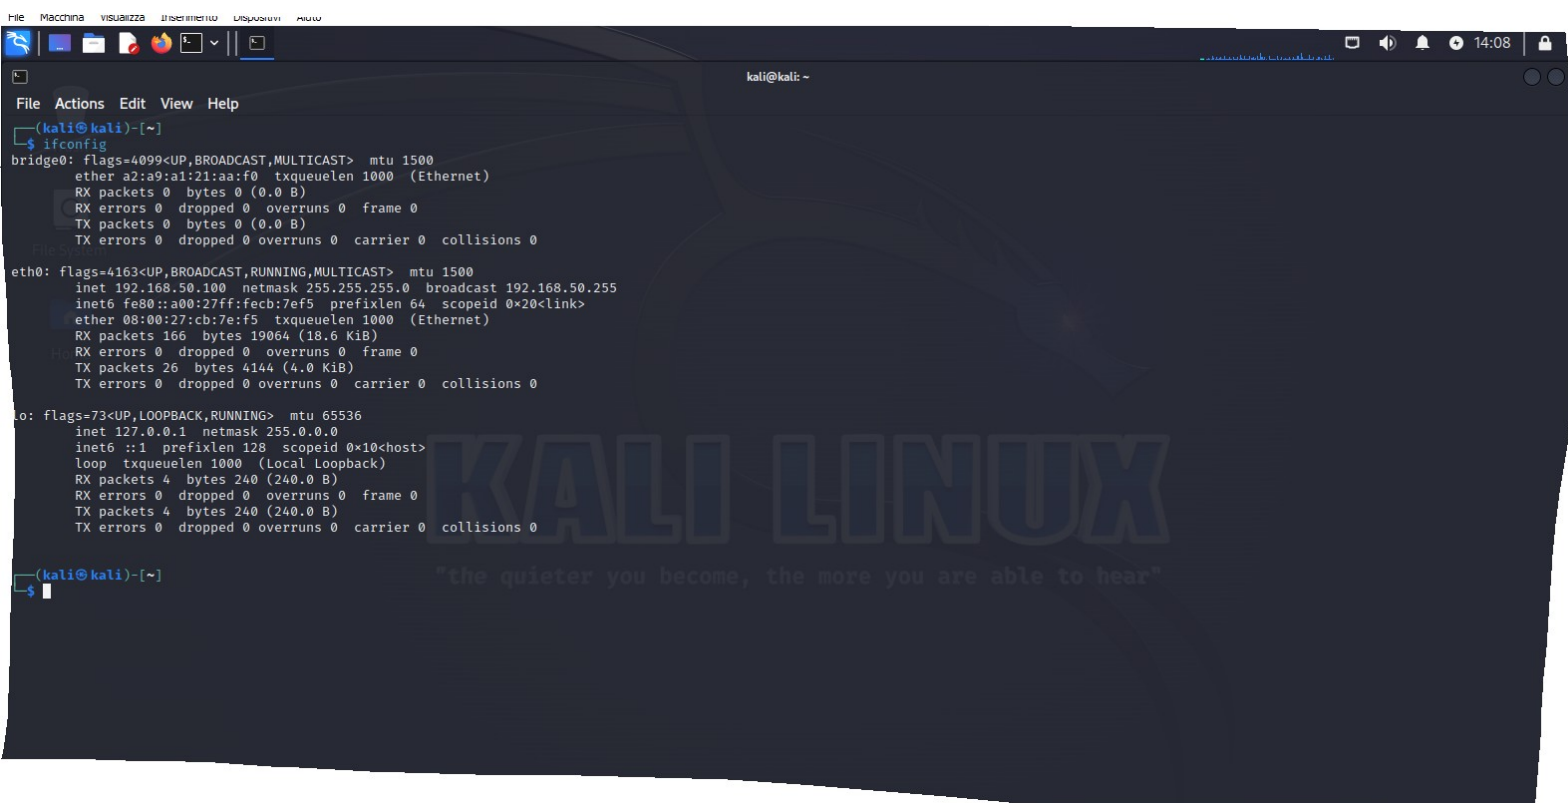 File Macchina Visualizza Inserimento Dispositivi Aiuto
14:08
kali@kali: ~
File Actions Edit View Help
(kali㉿kali)-[~]
$ ifconfig
bridge0: flags=4099<UP,BROADCAST,MULTICAST> mtu 1500
ether a2:a9:a1:21:aa:f0 txqueuelen 1000 (Ethernet)
RX packets 0 bytes 0 (0.0 B)
RX errors 0 dropped 0 overruns 0 frame 0
TX packets 0 bytes 0 (0.0 B)
TX errors 0 dropped 0 overruns 0 carrier 0 collisions 0
File System
eth0: flags=4163<UP,BROADCAST,RUNNING,MULTICAST> mtu 1500
inet 192.168.50.100 netmask 255.255.255.0 broadcast 192.168.50.255
inet6 fe80::a00:27ff:fecb:7ef5 prefixlen 64 scopeid 0×20<link>
ether 08:00:27:cb:7e:f5 txqueuelen 1000 (Ethernet)
RX packets 166 bytes 19064 (18.6 KiB)
RX errors 0 dropped 0 overruns 0 frame 0
TX packets 26 bytes 4144 (4.0 KiB)
TX errors 0 dropped 0 overruns 0 carrier 0 collisions 0
lo: flags=73<UP,LOOPBACK,RUNNING> mtu 65536
inet 127.0.0.1 netmask 255.0.0.0
inet6 ::1 prefixlen 128 scopeid 0×10<host>
loop txqueuelen 1000 (Local Loopback)
RX packets 4 bytes 240 (240.0 B)
RX errors 0 dropped 0 overruns 0 frame 0
TX packets 4 bytes 240 (240.0 B)
TX errors 0 dropped 0 overruns 0 carrier 0 collisions 0
KALI LINUX
"the quieter you become, the more you are able to hear"
(kali㉿kali)-[~]
$